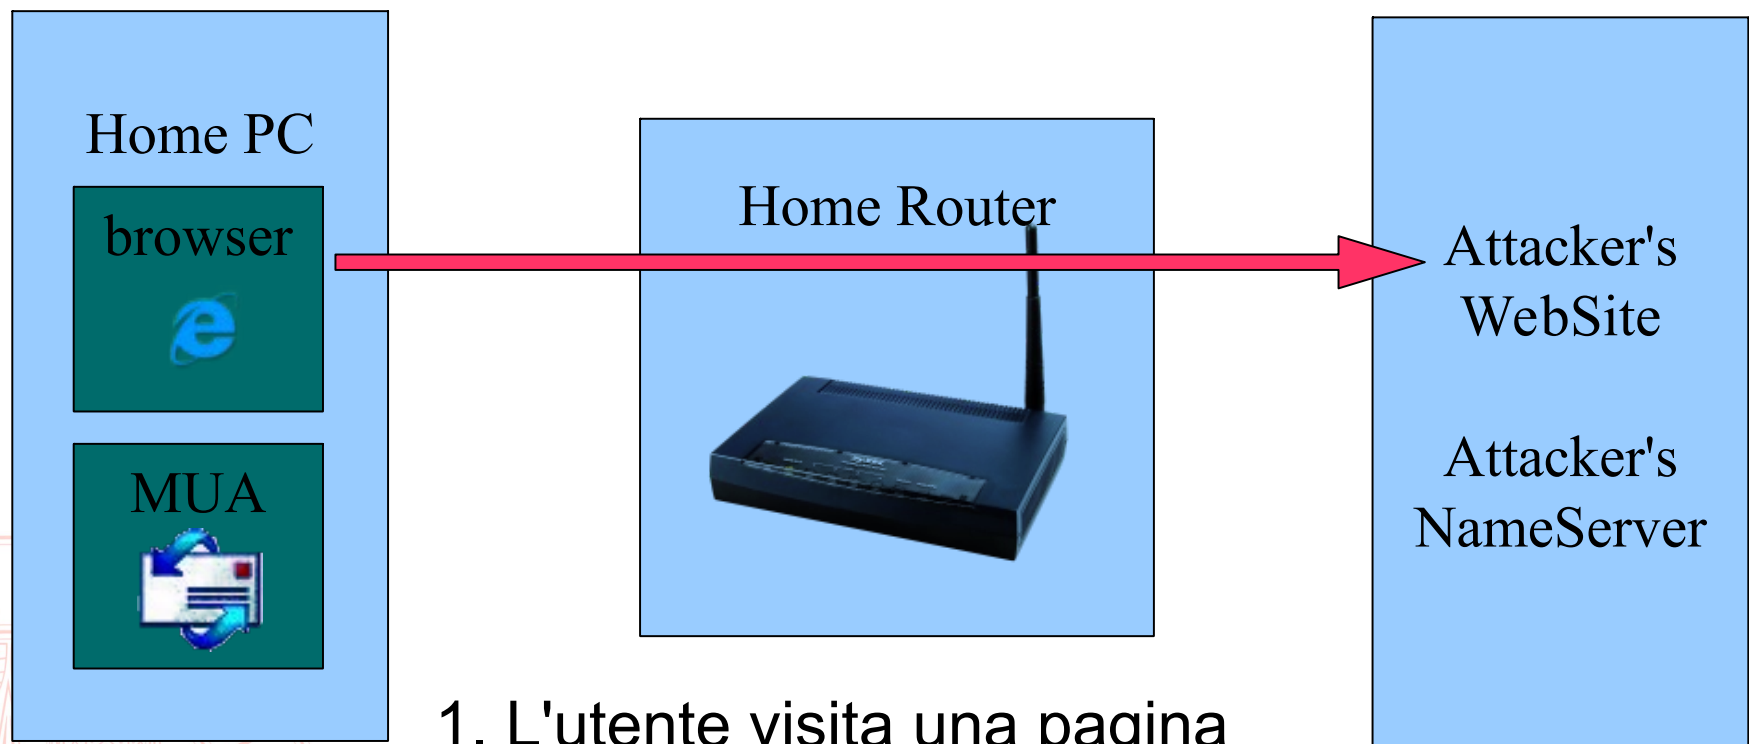 Home PC
browser
MUA
Home Router
Attacker's
WebSite
Attacker's
NameServer
1. L'utente visita una pagina